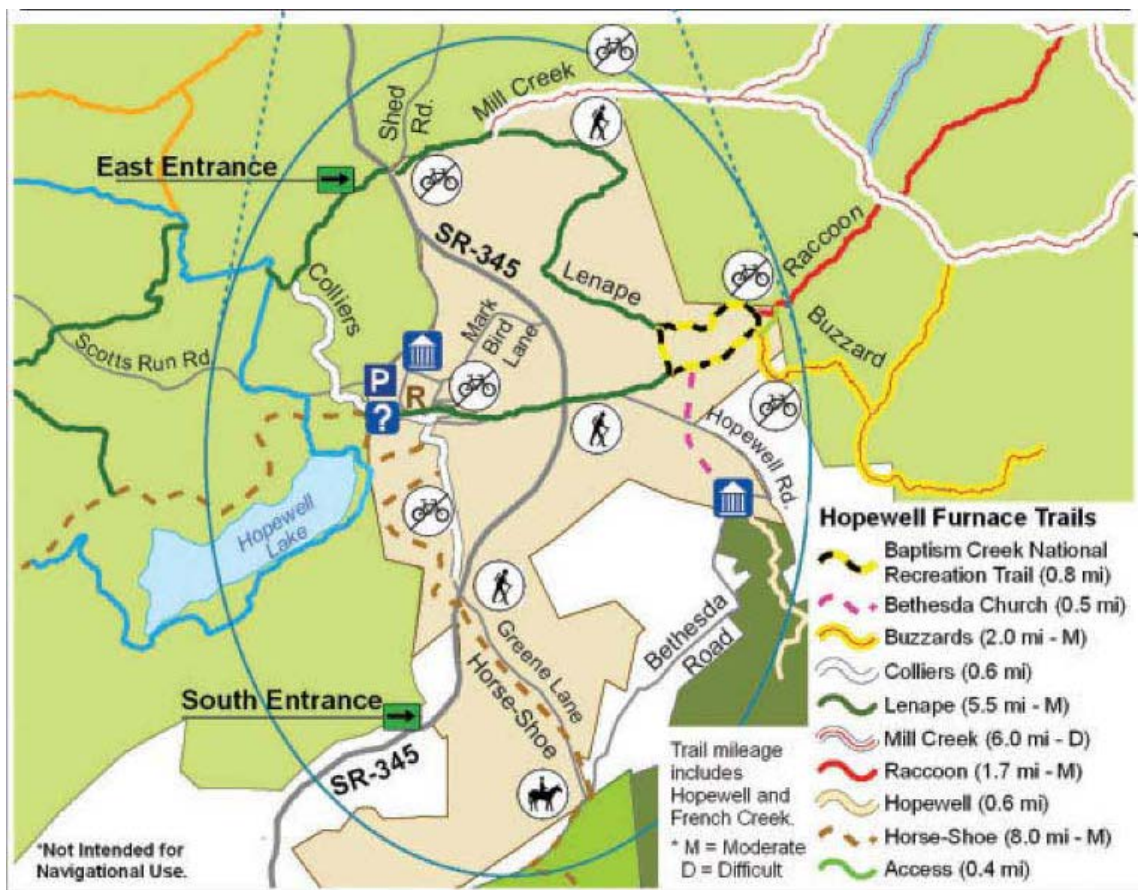 Mill Creek
Shed
Rd.
East Entrance
SR-345
Raccoon
Lenape
Colliers
Mark
Bird
Lane
Buzzard
Scotts Run Rd.
P
R
?
Hopewell Rd.
Hopewell
Lake
Greene Lane
Horse-Shoe
Bethesda
Road
South Entrance
SR-345
Hopewell Furnace Trails
Baptism Creek National
Recreation Trail (0.8 mi)
Bethesda Church (0.5 mi)
Buzzards (2.0 mi - M)
Colliers (0.6 mi)
Lenape (5.5 mi - M)
Mill Creek (6.0 mi - D)
Raccoon (1.7 mi - M)
Hopewell (0.6 mi)
Horse-Shoe (8.0 mi - M)
Access (0.4 mi)
Trail mileage
includes
Hopewell and
French Creek.
* M = Moderate
D = Difficult
*Not Intended for
Navigational Use.